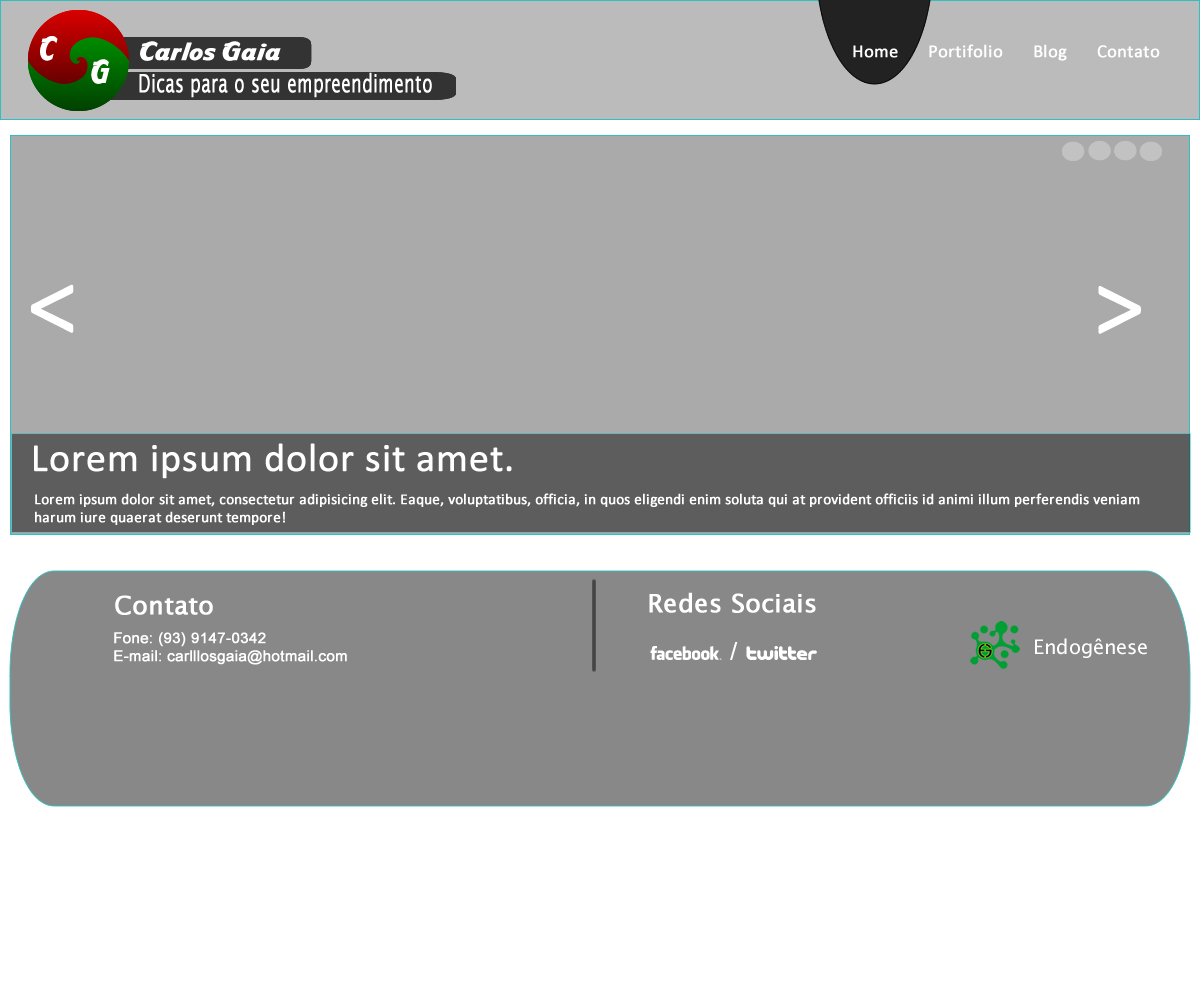 C
G
Carlos Gaia
Dicas para o seu empreendimento
Home Portifolio Blog Contato
< >
Lorem ipsum dolor sit amet.
Lorem ipsum dolor sit amet, consectetur adipisicing elit. Eaque, voluptatibus, officia, in quos eligendi enim soluta qui at provident officiis id animi illum perferendis veniam
harum iure quaerat deserunt tempore!
Contato
Fone: (93) 9147-0342
E-mail: carlllosgaia@hotmail.com
Redes Sociais
facebook. / twitter
Endogênese